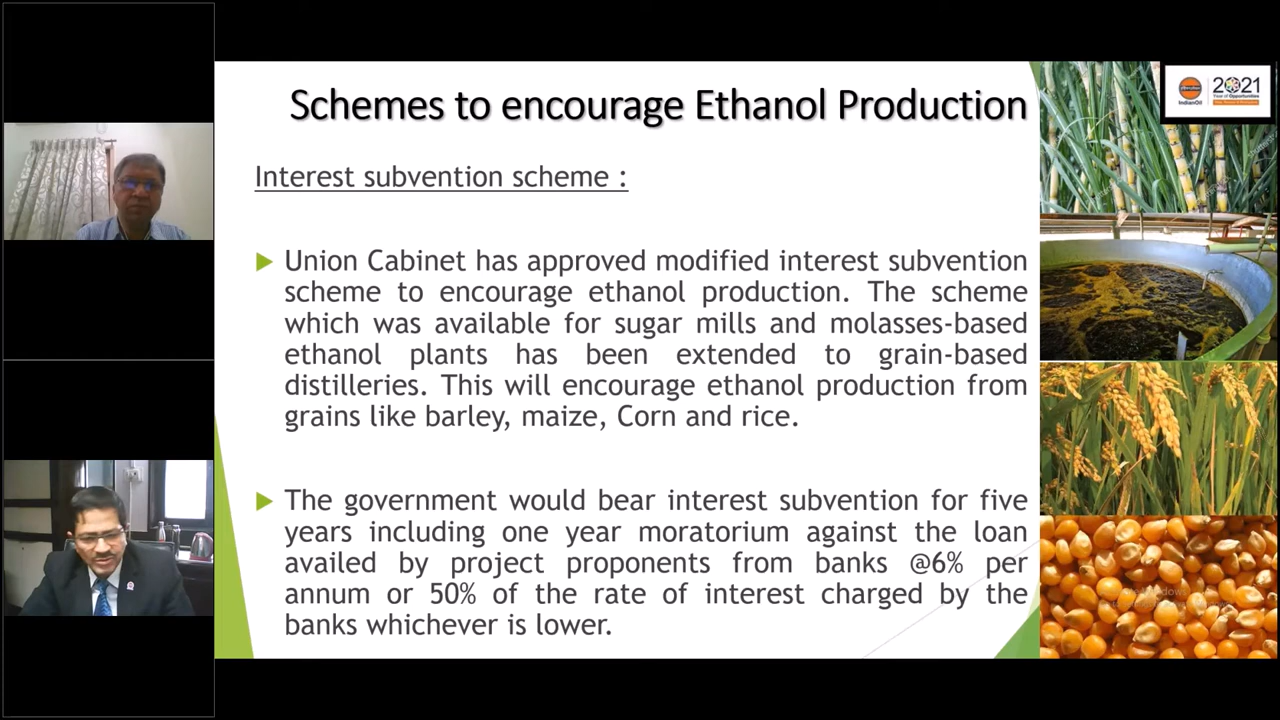 Schemes to encourage Ethanol Production
IndianOil
2021
Year of Opportunities
Interest subvention scheme :
Union Cabinet has approved modified interest subvention
scheme to encourage ethanol production. The scheme
which was available for sugar mills and molasses-based
ethanol plants has been extended to grain-based
distilleries. This will encourage ethanol production from
grains like barley, maize, Corn and rice.
The government would bear interest subvention for five
years including one year moratorium against the loan
availed by project proponents from banks @6% per
annum or 50% of the rate of interest charged by the
banks whichever is lower.